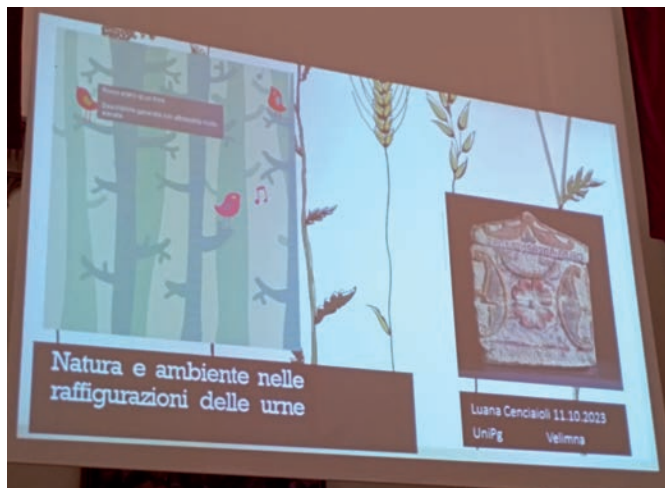 Natura e ambiente nelle
raffigurazioni delle urne
Luana Cenciaioli 11.10.2023
UniPg Velimna